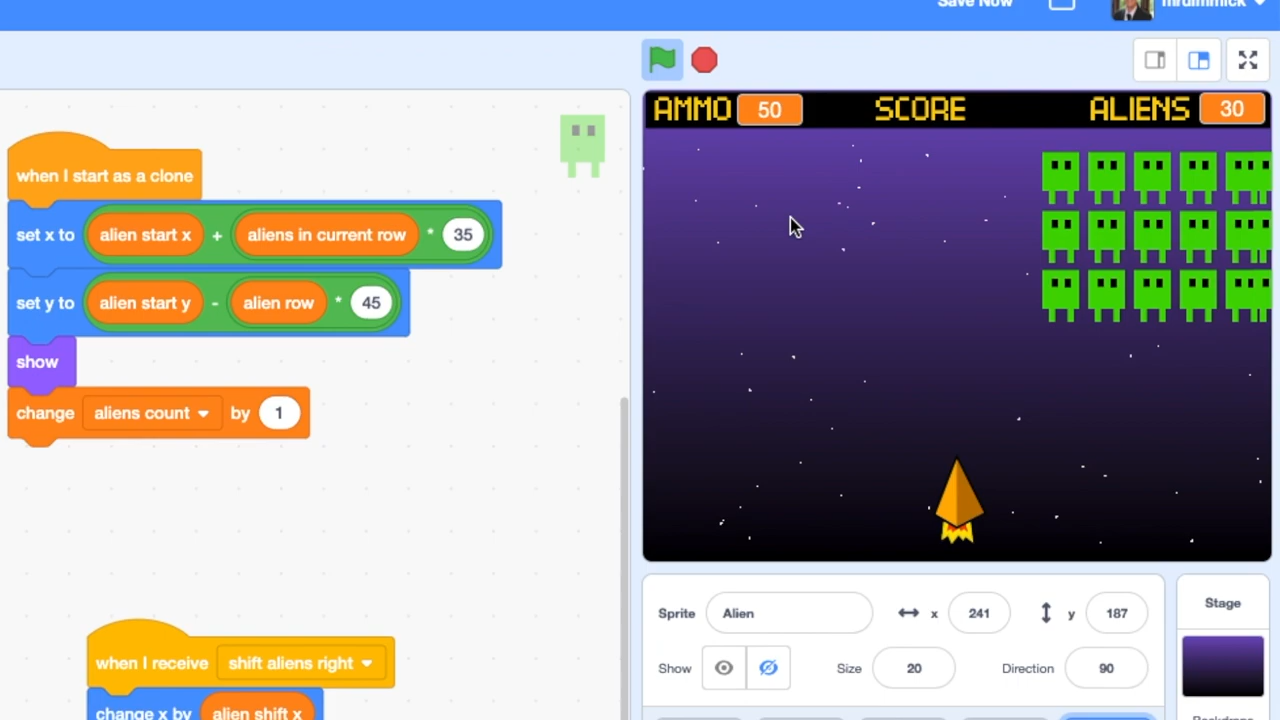 Save Now
mrdimmick
AMMO 50 SCORE ALIENS 30
when I start as a clone
set x to alien start x + aliens in current row * 35
set y to alien start y - alien row * 45
show
change aliens count by 1
when I receive shift aliens right
change x by alien shift x
Sprite Alien x 241 y 187
Show Size 20 Direction 90
Stage
Backdrops